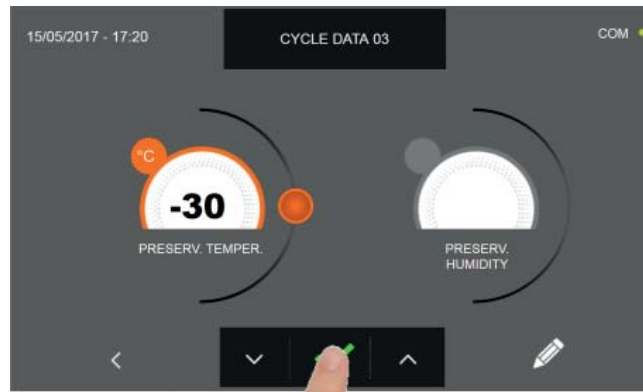 15/05/2017 - 17:20
CYCLE DATA 03
COM
°C
-30
PRESERV. TEMPER.
PRESERV.
HUMIDITY